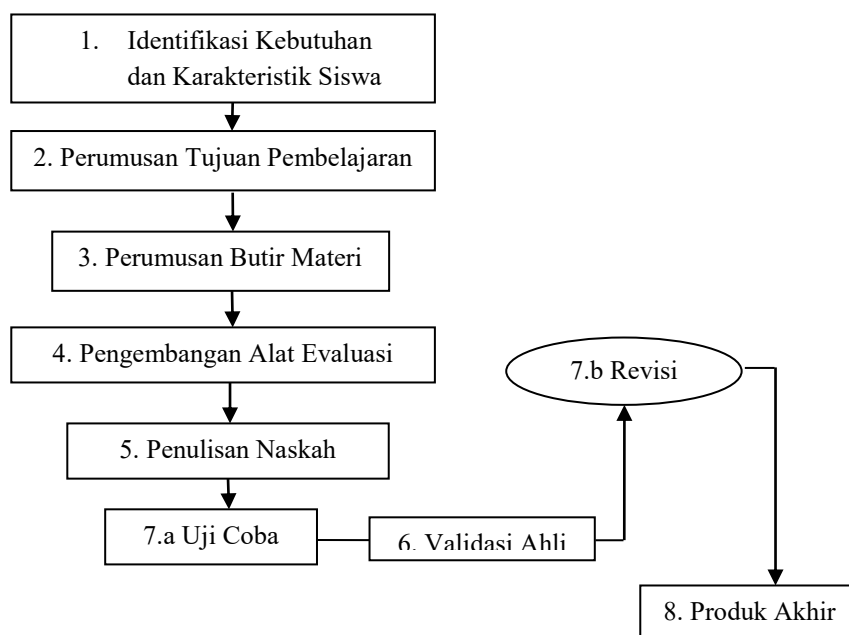 1. Identifikasi Kebutuhan
dan Karakteristik Siswa
2. Perumusan Tujuan Pembelajaran
3. Perumusan Butir Materi
4. Pengembangan Alat Evaluasi
7.b Revisi
5. Penulisan Naskah
7.a Uji Coba
6. Validasi Ahli
8. Produk Akhir